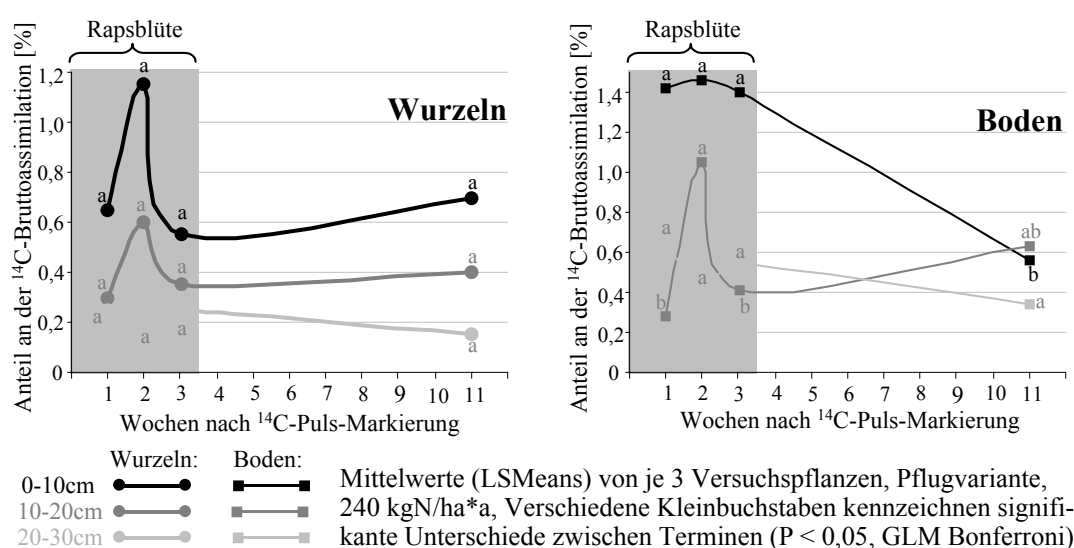 Rapsblüte
Anteil an der ¹⁴C-Bruttoassimilation [%]
Wurzeln
1,2
1,0
0,8
0,6
0,4
0,2
0
a
a
a
a
a
a
a
a
a
a
a
a
1 2 3 4 5 6 7 8 9 10 11
Wochen nach ¹⁴C-Puls-Markierung
Rapsblüte
Anteil an der ¹⁴C-Bruttoassimilation [%]
Boden
1,4
1,2
1,0
0,8
0,6
0,4
0,2
0
a
a
a
a
a
a
ab
b
a
b
b
a
1 2 3 4 5 6 7 8 9 10 11
Wochen nach ¹⁴C-Puls-Markierung
Wurzeln: Boden:
0-10cm
10-20cm
20-30cm
Mittelwerte (LSMeans) von je 3 Versuchspflanzen, Pflugvariante,
240 kgN/ha*a, Verschiedene Kleinbuchstaben kennzeichnen signifi-
kante Unterschiede zwischen Terminen (P < 0,05, GLM Bonferroni)